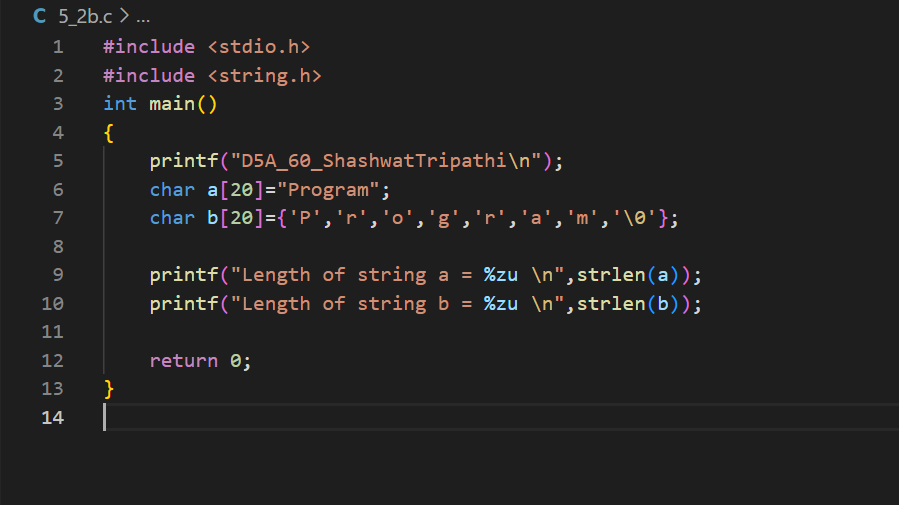 C 5_2b.c > ...
1 #include <stdio.h>
2 #include <string.h>
3 int main()
4 {
5     printf("D5A_60_ShashwatTripathi\n");
6     char a[20]="Program";
7     char b[20]={'P','r','o','g','r','a','m','\0'};
8
9     printf("Length of string a = %zu \n",strlen(a));
10     printf("Length of string b = %zu \n",strlen(b));
11
12     return 0;
13 }
14